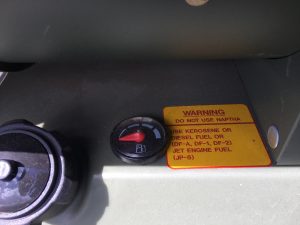 WARNING
DO NOT USE NAPTHA
USE KEROSENE OR
DIESEL FUEL OR
(DF-A, DF-1, DF-2)
JET ENGINE FUEL
(JP-8)